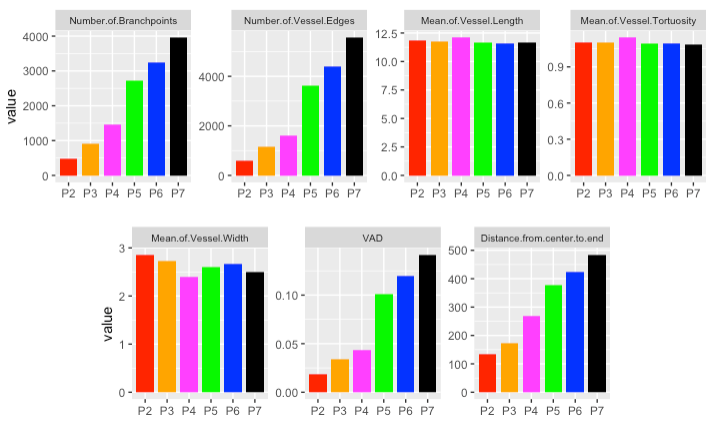 Number.of.Branchpoints
Number.of.Vessel.Edges
Mean.of.Vessel.Length
Mean.of.Vessel.Tortuosity
value
4000
3000
2000
1000
0
P2 P3 P4 P5 P6 P7
4000
2000
0
P2 P3 P4 P5 P6 P7
12.5
10.0
7.5
5.0
2.5
0.0
P2 P3 P4 P5 P6 P7
0.9
0.6
0.3
0.0
P2 P3 P4 P5 P6 P7
Mean.of.Vessel.Width
VAD
Distance.from.center.to.end
value
3
2
1
0
P2 P3 P4 P5 P6 P7
0.10
0.05
0.00
P2 P3 P4 P5 P6 P7
500
400
300
200
100
0
P2 P3 P4 P5 P6 P7